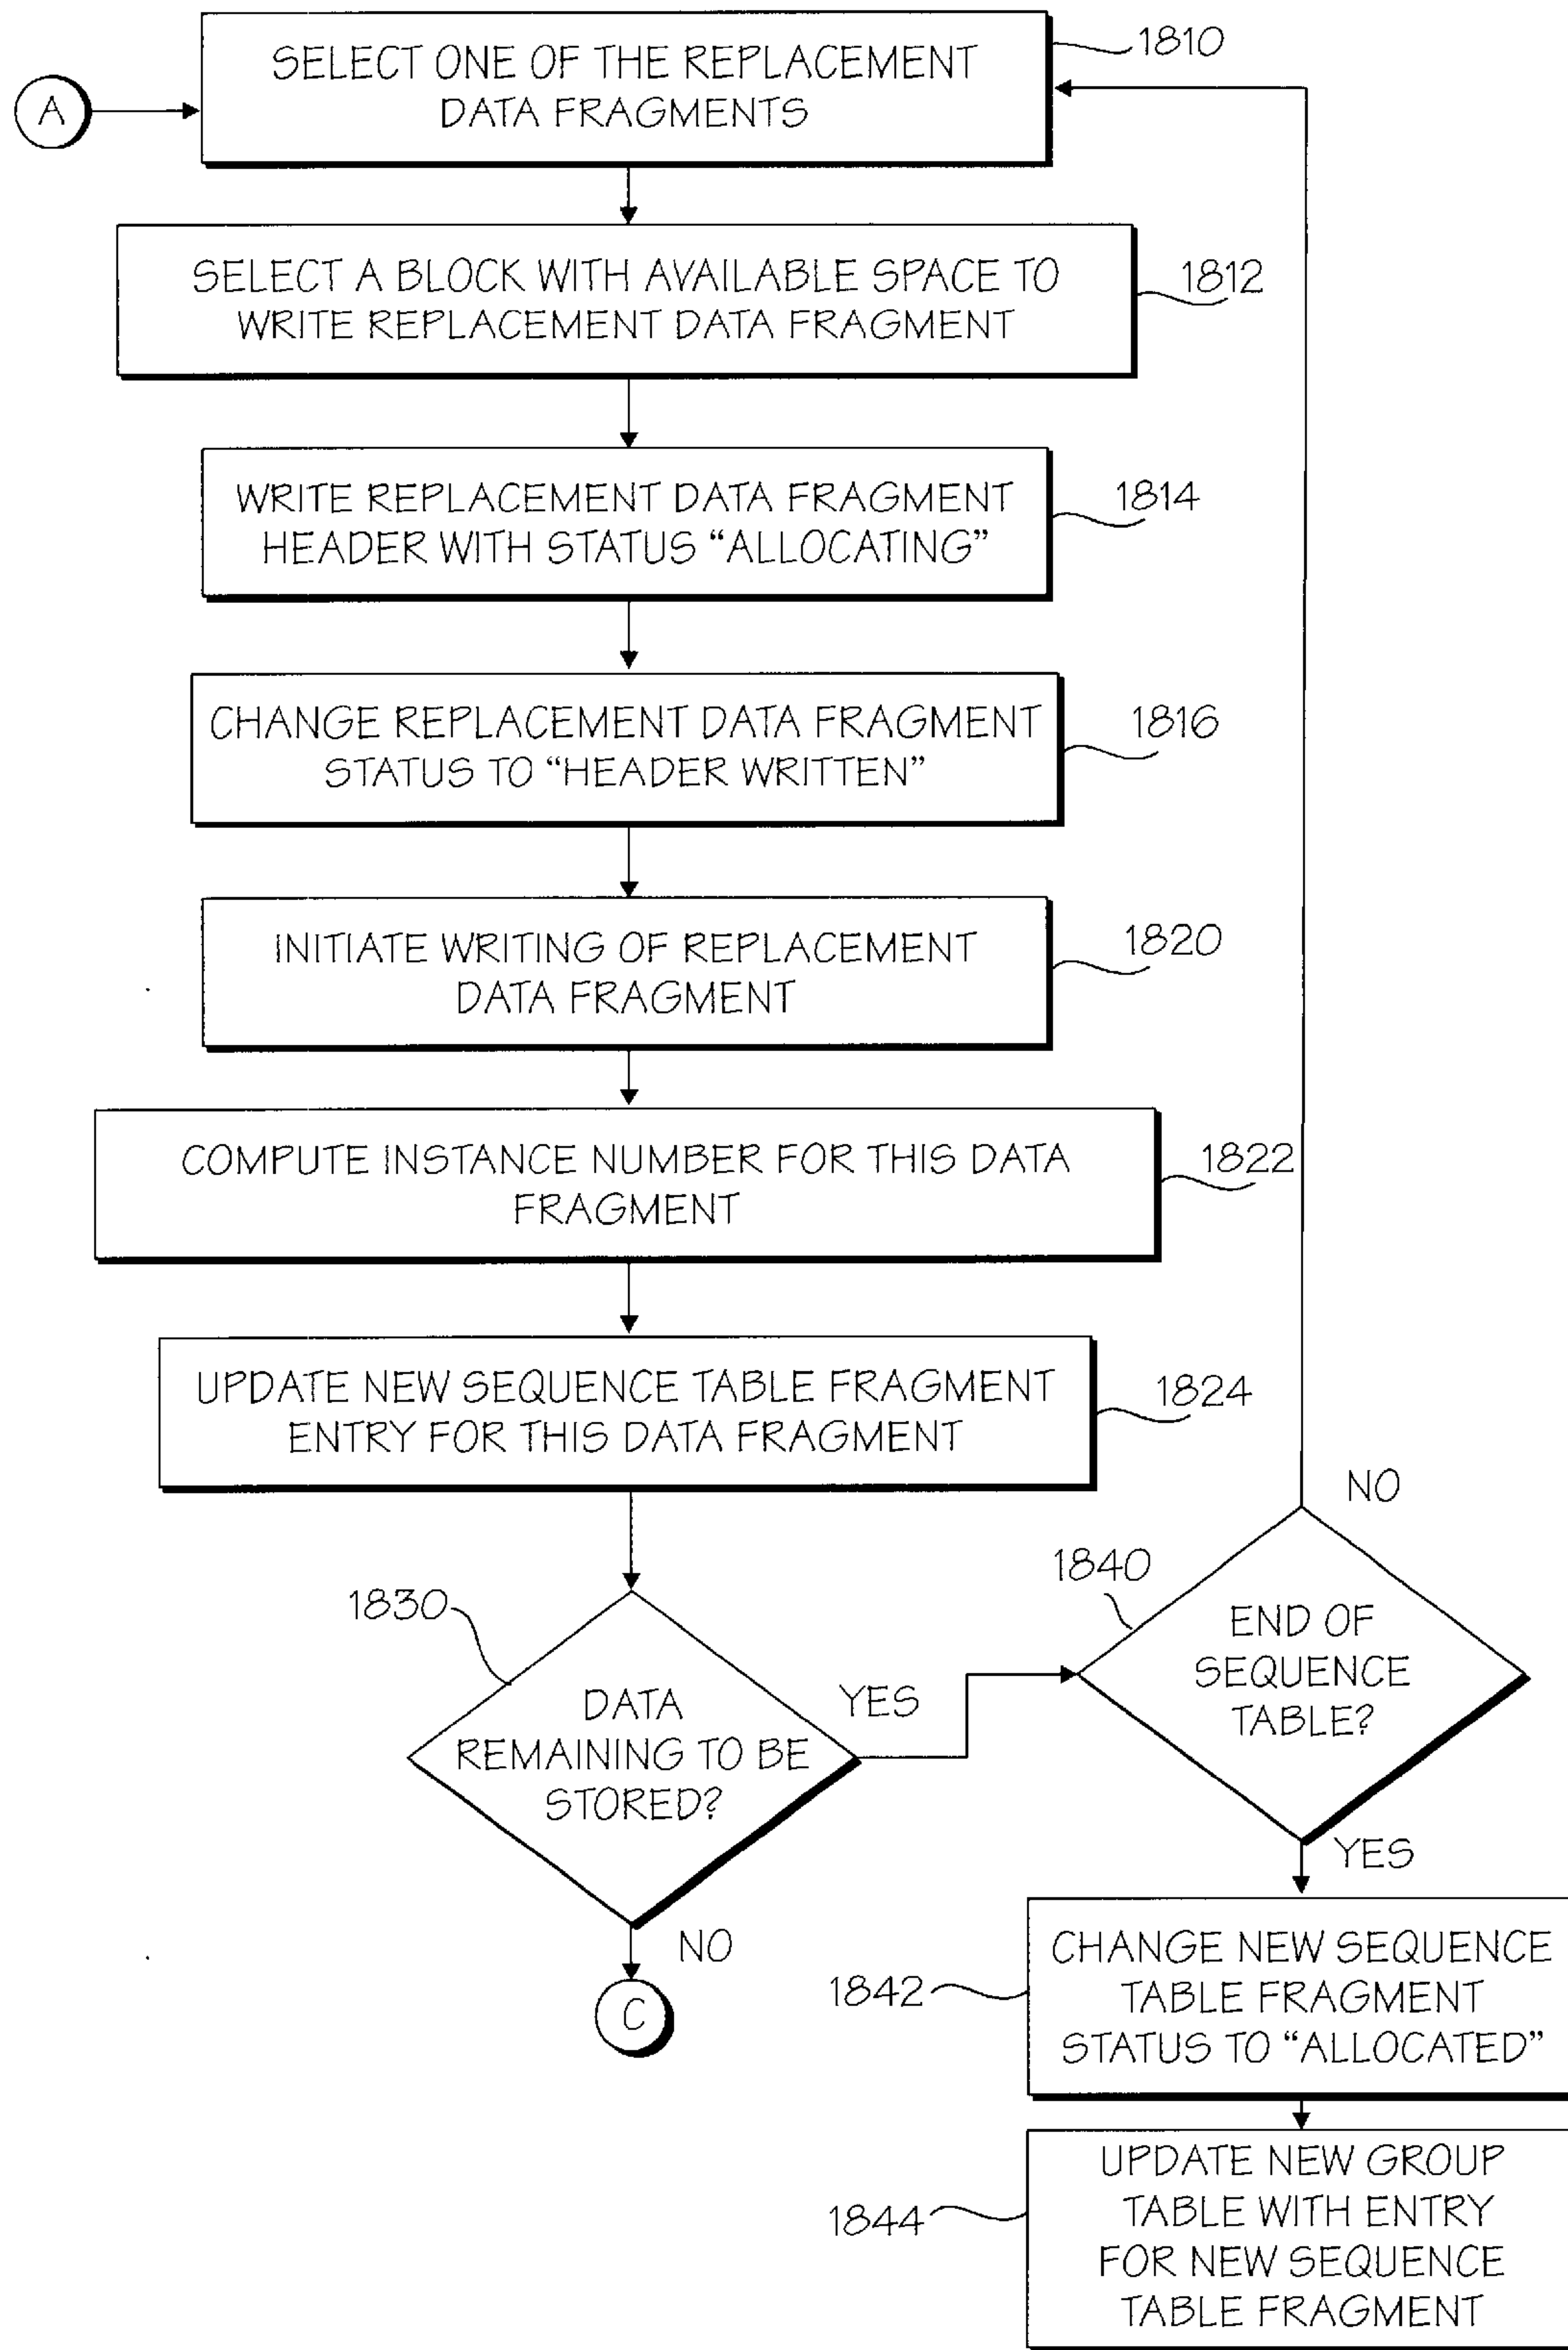 SELECT ONE OF THE REPLACEMENT
DATA FRAGMENTS
1810
A
SELECT A BLOCK WITH AVAILABLE SPACE TO
WRITE REPLACEMENT DATA FRAGMENT
1812
WRITE REPLACEMENT DATA FRAGMENT
HEADER WITH STATUS “ALLOCATING”
1814
CHANGE REPLACEMENT DATA FRAGMENT
STATUS TO “HEADER WRITTEN”
1816
INITIATE WRITING OF REPLACEMENT
DATA FRAGMENT
1820
COMPUTE INSTANCE NUMBER FOR THIS DATA
FRAGMENT
1822
UPDATE NEW SEQUENCE TABLE FRAGMENT
ENTRY FOR THIS DATA FRAGMENT
1824
1830
DATA
REMAINING TO BE
STORED?
YES
NO
C
1840
END OF
SEQUENCE
TABLE?
NO
YES
CHANGE NEW SEQUENCE
TABLE FRAGMENT
STATUS TO “ALLOCATED”
1842
UPDATE NEW GROUP
TABLE WITH ENTRY
FOR NEW SEQUENCE
TABLE FRAGMENT
1844